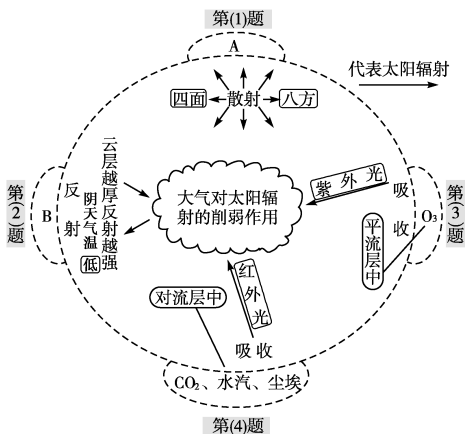 第(1)题
A
代表太阳辐射
四面
散射
八方
云层越厚反射越强
阴天气温低
反射
B
第(2)题
大气对太阳辐
射的削弱作用
紫外光
吸收
O₃
平流层中
第(3)题
对流层中
红外光
吸收
CO₂、水汽、尘埃
第(4)题